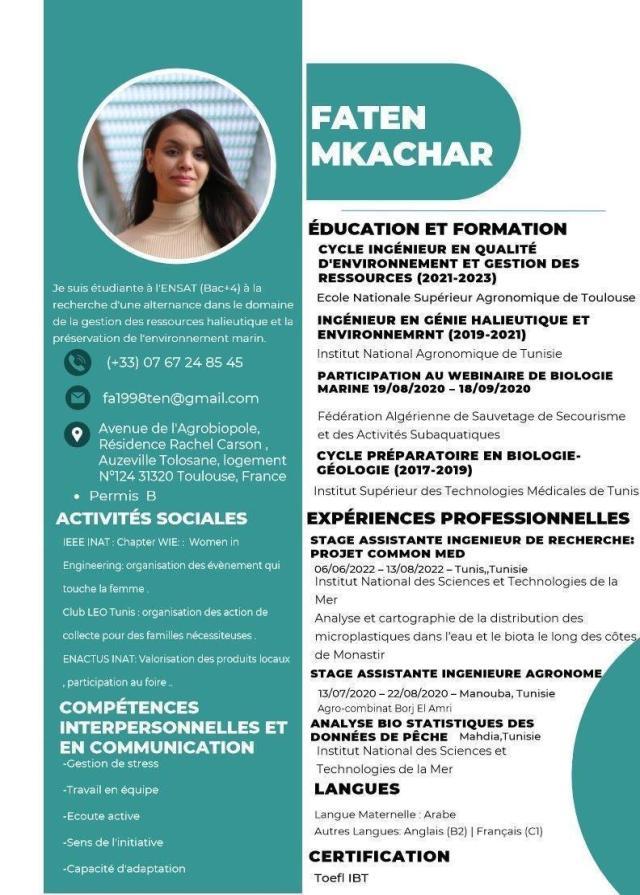 FATEN
MKACHAR
Je suis étudiante à l'ENSAT (Bac+4) à la
recherche d'une alternance dans le domaine
de la gestion des ressources halieutique et la
préservation de l'environnement marin.
(+33) 07 67 24 85 45
fa1998ten@gmail.com
Avenue de l'Agrobiopole,
Résidence Rachel Carson ,
Auzeville Tolosane, logement
N°124 31320 Toulouse, France
• Permis B
ACTIVITÉS SOCIALES
IEEE INAT : Chapter WIE: : Women in
Engineering: organisation des évènement qui
touche la femme .
Club LEO Tunis : organisation des action de
collecte pour des familles nécessiteuses .
ENACTUS INAT: Valorisation des produits locaux
, participation au foire ..
COMPÉTENCES
INTERPERSONNELLES ET
EN COMMUNICATION
-Gestion de stress
-Travail en équipe
-Ecoute active
-Sens de l'initiative
-Capacité d'adaptation
ÉDUCATION ET FORMATION
CYCLE INGÉNIEUR EN QUALITÉ
D'ENVIRONNEMENT ET GESTION DES
RESSOURCES (2021-2023)
Ecole Nationale Supérieur Agronomique de Toulouse
INGÉNIEUR EN GÉNIE HALIEUTIQUE ET
ENVIRONNEMRNT (2019-2021)
Institut National Agronomique de Tunisie
PARTICIPATION AU WEBINAIRE DE BIOLOGIE
MARINE 19/08/2020 – 18/09/2020
Fédération Algérienne de Sauvetage de Secourisme
et des Activités Subaquatiques
CYCLE PRÉPARATOIRE EN BIOLOGIE-
GÉOLOGIE (2017-2019)
Institut Supérieur des Technologies Médicales de Tunis
EXPÉRIENCES PROFESSIONNELLES
STAGE ASSISTANTE INGENIEUR DE RECHERCHE:
PROJET COMMON MED
06/06/2022 – 13/08/2022 – Tunis,,Tunisie
Institut National des Sciences et Technologies de la
Mer
Analyse et cartographie de la distribution des
microplastiques dans l'eau et le biota le long des côtes
de Monastir
STAGE ASSISTANTE INGENIEURE AGRONOME
13/07/2020 – 22/08/2020 – Manouba, Tunisie
Agro-combinat Borj El Amri
ANALYSE BIO STATISTIQUES DES
DONNÉES DE PÊCHE Mahdia,Tunisie
Institut National des Sciences et
Technologies de la Mer
LANGUES
Langue Maternelle : Arabe
Autres Langues: Anglais (B2) | Français (C1)
CERTIFICATION
Toefl IBT